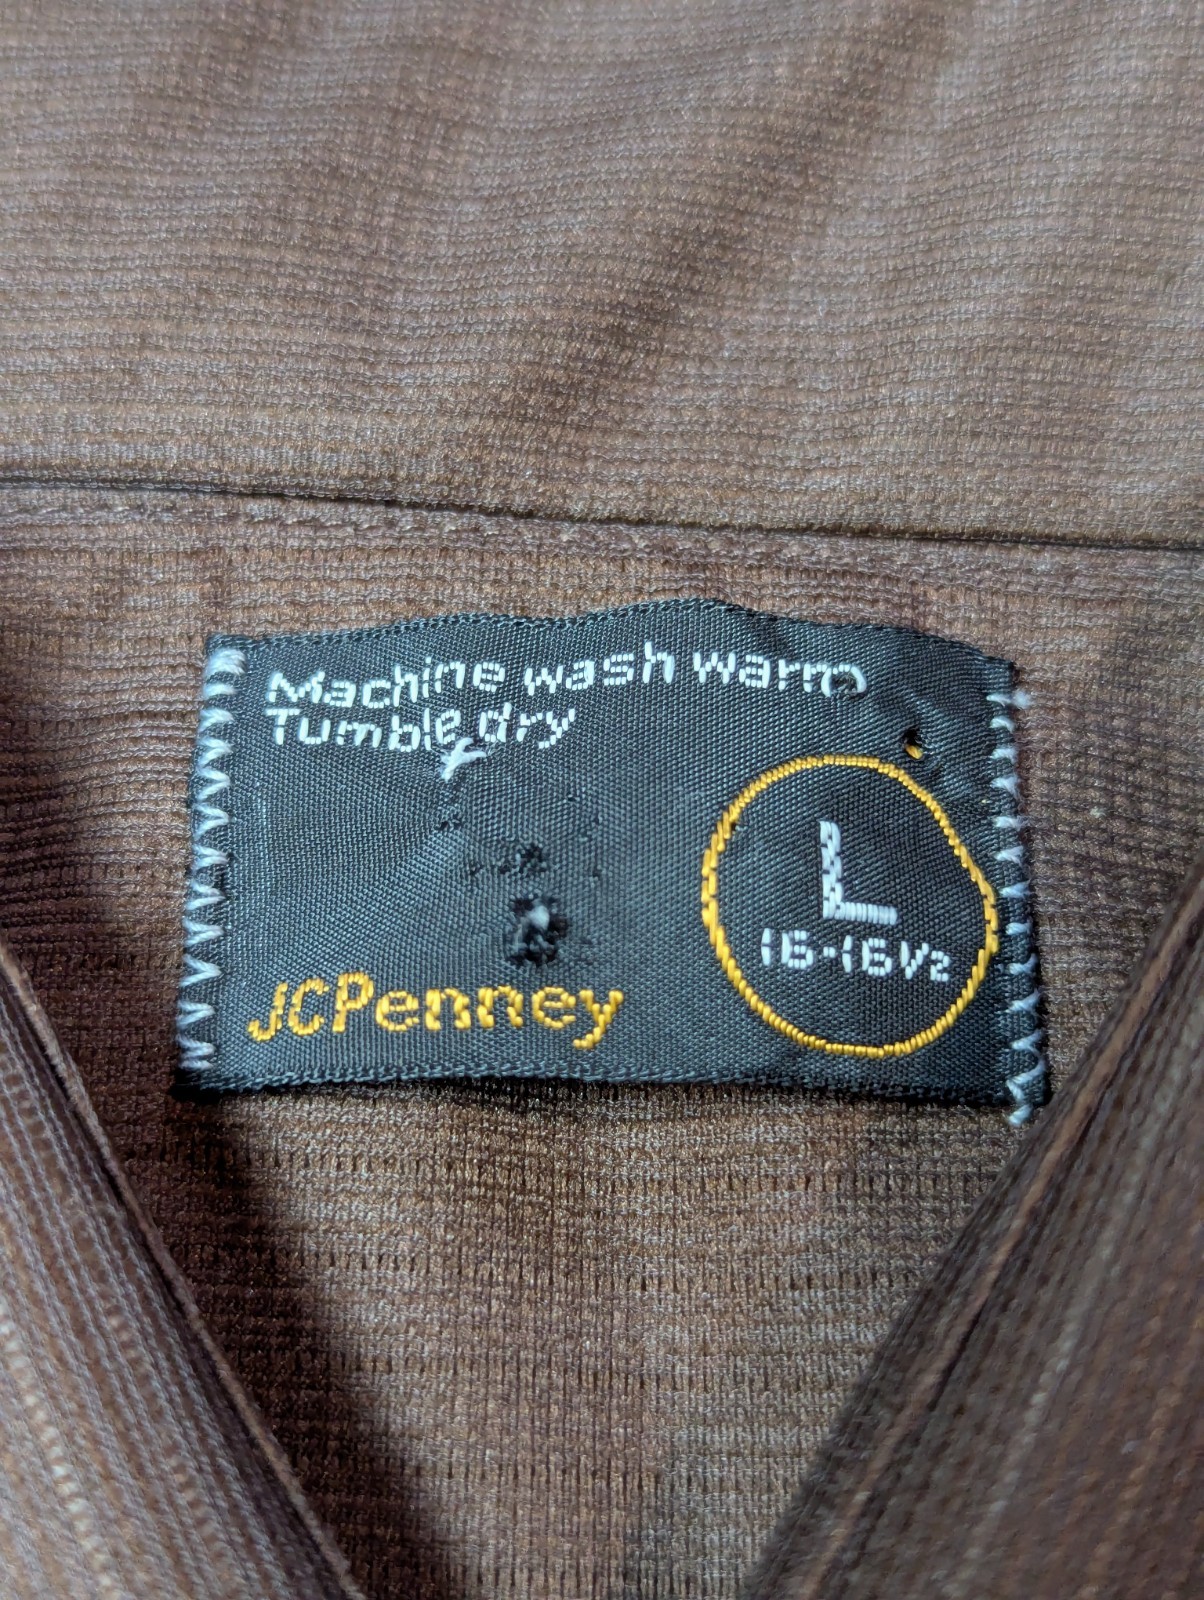 Machine wash warm
Tumble dry
L
16-16½
JCPenney